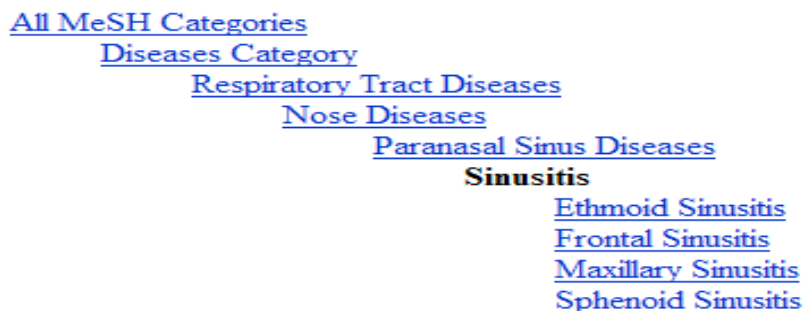 All MeSH Categories
Diseases Category
Respiratory Tract Diseases
Nose Diseases
Paranasal Sinus Diseases
Sinusitis
Ethmoid Sinusitis
Frontal Sinusitis
Maxillary Sinusitis
Sphenoid Sinusitis